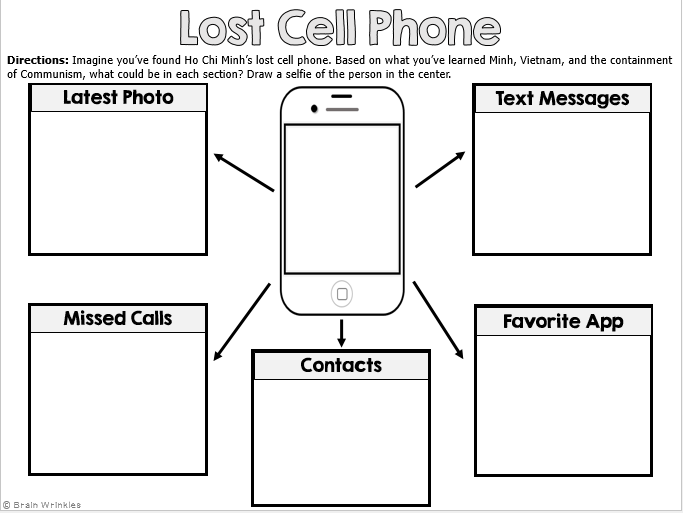 Lost Cell Phone
Directions: Imagine you've found Ho Chi Minh's lost cell phone. Based on what you've learned Minh, Vietnam, and the containment
of Communism, what could be in each section? Draw a selfie of the person in the center.
Latest Photo
Text Messages
Missed Calls
Contacts
Favorite App
© Brain Wrinkles